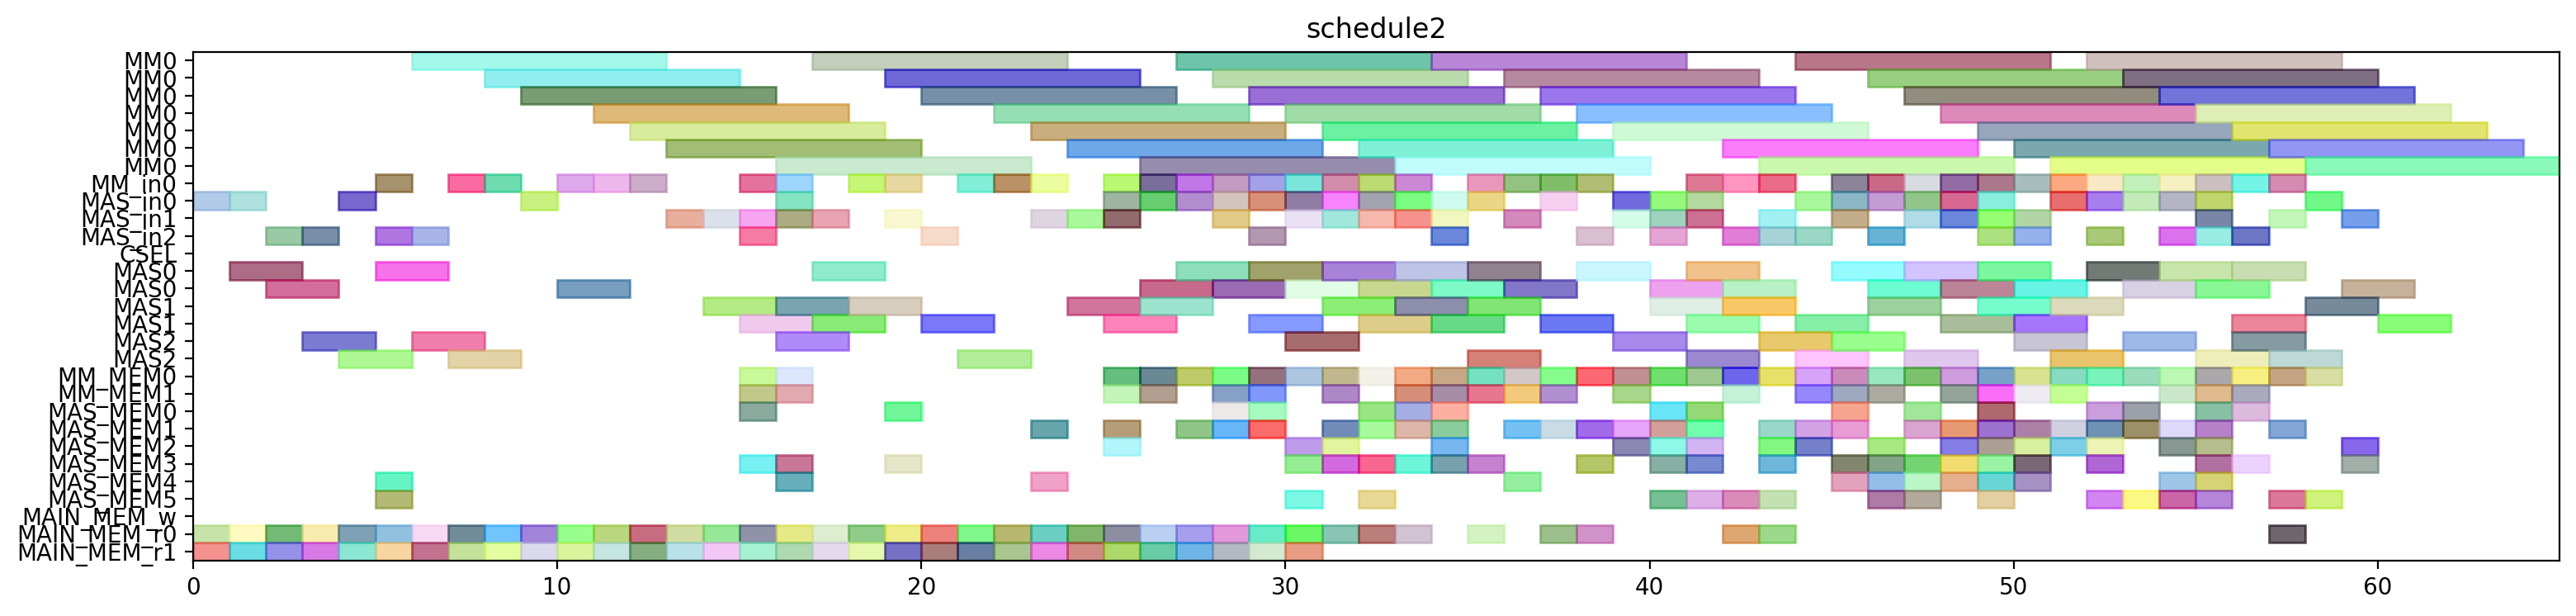 schedule2
MM0
MM0
MM0
MM0
MM0
MM0
MM0
MM_in0
MAS_in0
MAS_in1
MAS_in2
CSEL
MAS0
MAS0
MAS1
MAS1
MAS2
MAS2
MM_MEM0
MM_MEM1
MAS_MEM0
MAS_MEM1
MAS_MEM2
MAS_MEM3
MAS_MEM4
MAS_MEM5
MAIN_MEM_w
MAIN_MEM_r0
MAIN_MEM_r1
0 10 20 30 40 50 60